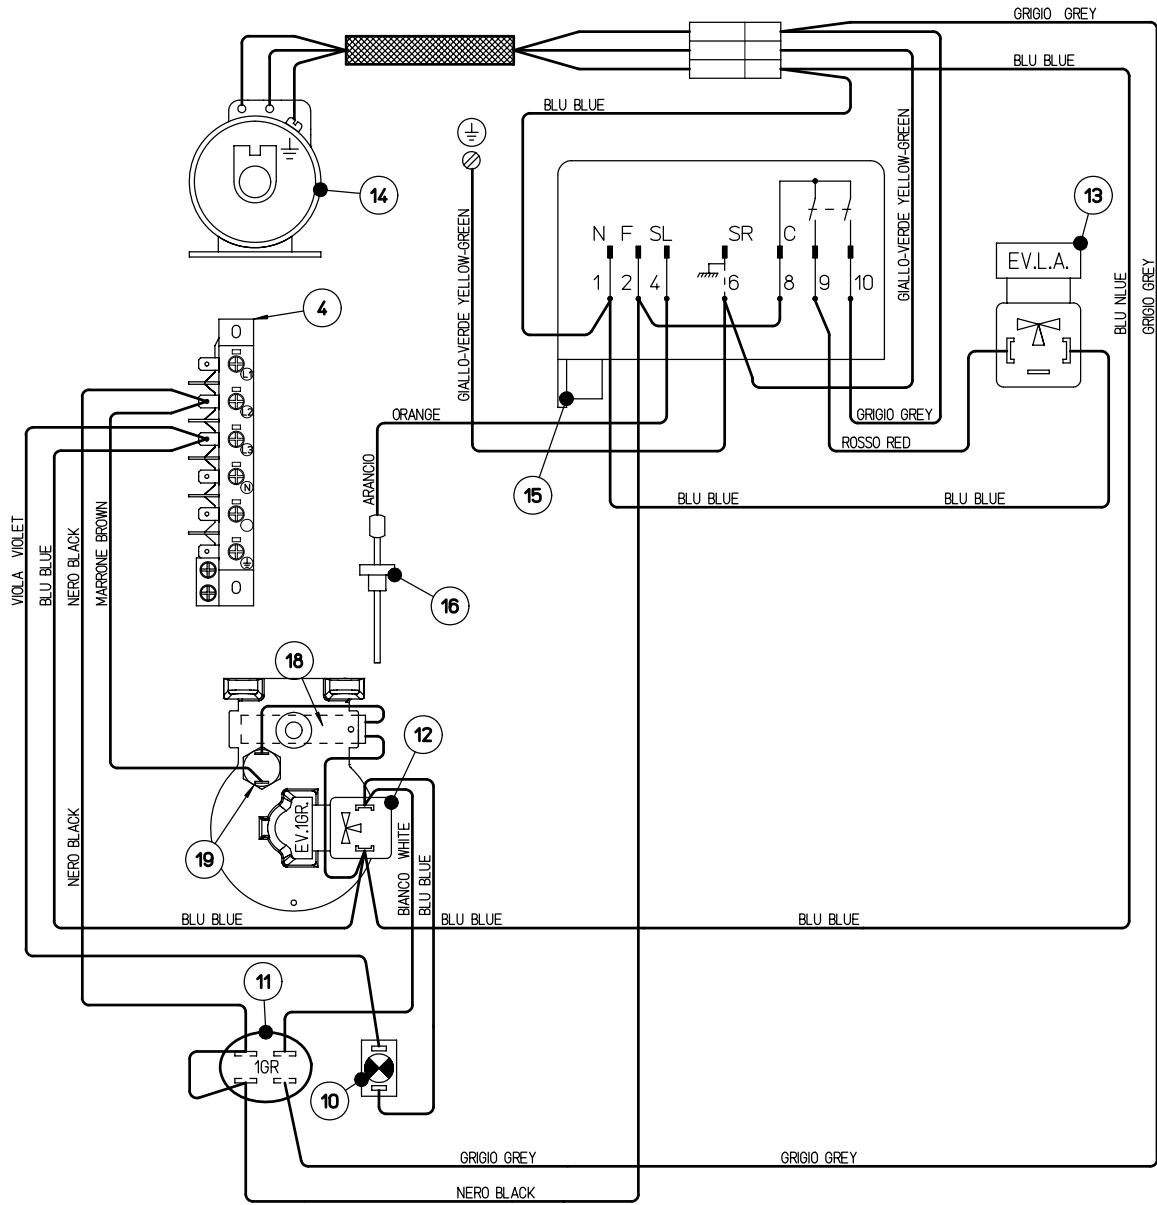 GRIGIO GREY
BLU BLUE
BLU BLUE
GIALLO-VERDE YELLOW-GREEN
14
13
GIALLO-VERDE YELLOW-GREEN
N F SL SR C
EV.L.A.
1 2 4 6 8 9 10
BLU NLUE
GRIGIO GREY
4
0
L1
L2
L3
N
0
ORANGE
GRIGIO GREY
ROSSO RED
15
BLU BLUE
BLU BLUE
ARANCIO
VIOLA VIOLET
BLU BLUE
NERO BLACK
MARRONE BROWN
16
18
12
EV.1GR.
19
NERO BLACK
BIANCO WHITE
BLU BLUE
BLU BLUE
BLU BLUE
BLU BLUE
11
1GR
10
GRIGIO GREY
GRIGIO GREY
NERO BLACK